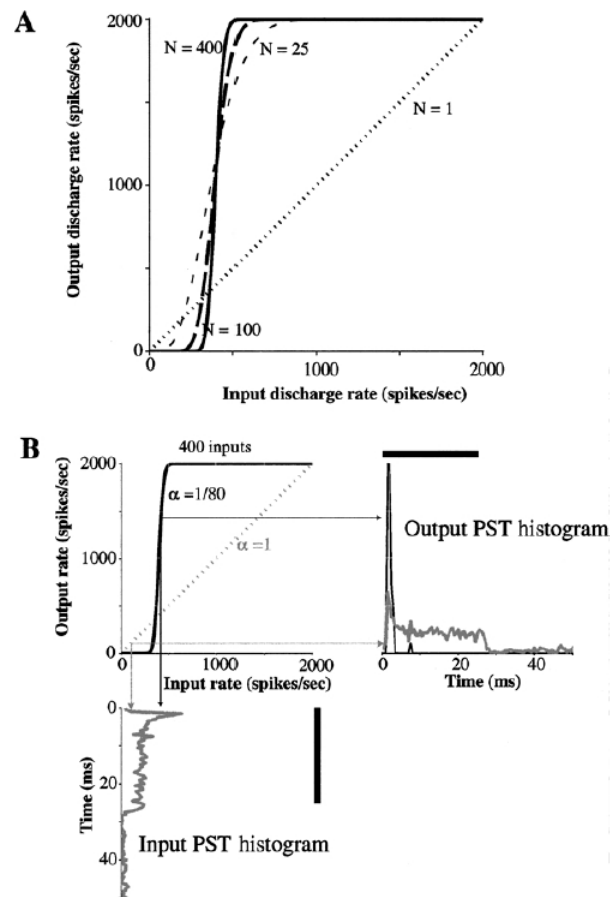 A
Output discharge rate (spikes/sec)
2000
1000
0
N = 400
N = 25
N = 1
N = 100
0
1000
2000
Input discharge rate (spikes/sec)
B
400 inputs
Output rate (spikes/sec)
2000
1000
0
α =1/80
α =1
0
1000
2000
Input rate (spikes/sec)
Output PST histogram
0
20
40
Time (ms)
Time (ms)
0
20
40
Input PST histogram